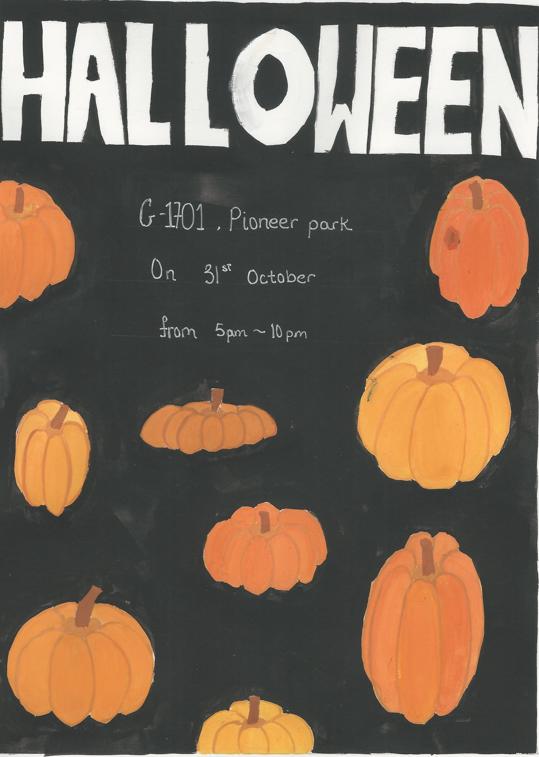 HALLOWEEN
G-1701, Pioneer park
On 31st October
from 5pm ~ 10pm